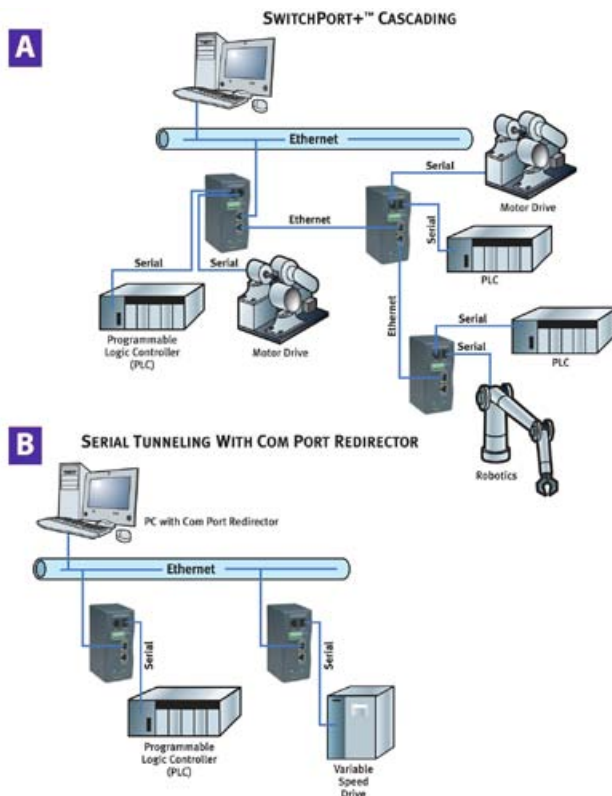 SWITCHPORT+™ CASCADING
A
Ethernet
Serial
Motor Drive
Ethernet
Serial
Serial
Serial
PLC
Programmable
Logic Controller
(PLC)
Motor Drive
Ethernet
Serial
Serial
PLC
Robotics
B
SERIAL TUNNELING WITH COM PORT REDIRECTOR
PC with Com Port Redirector
Ethernet
Serial
Serial
Programmable
Logic Controller
(PLC)
Variable
Speed
Drive